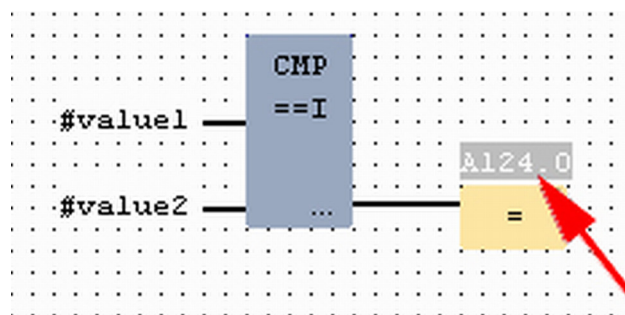 CMP
==I
#value1
A124.0
#value2
...
=